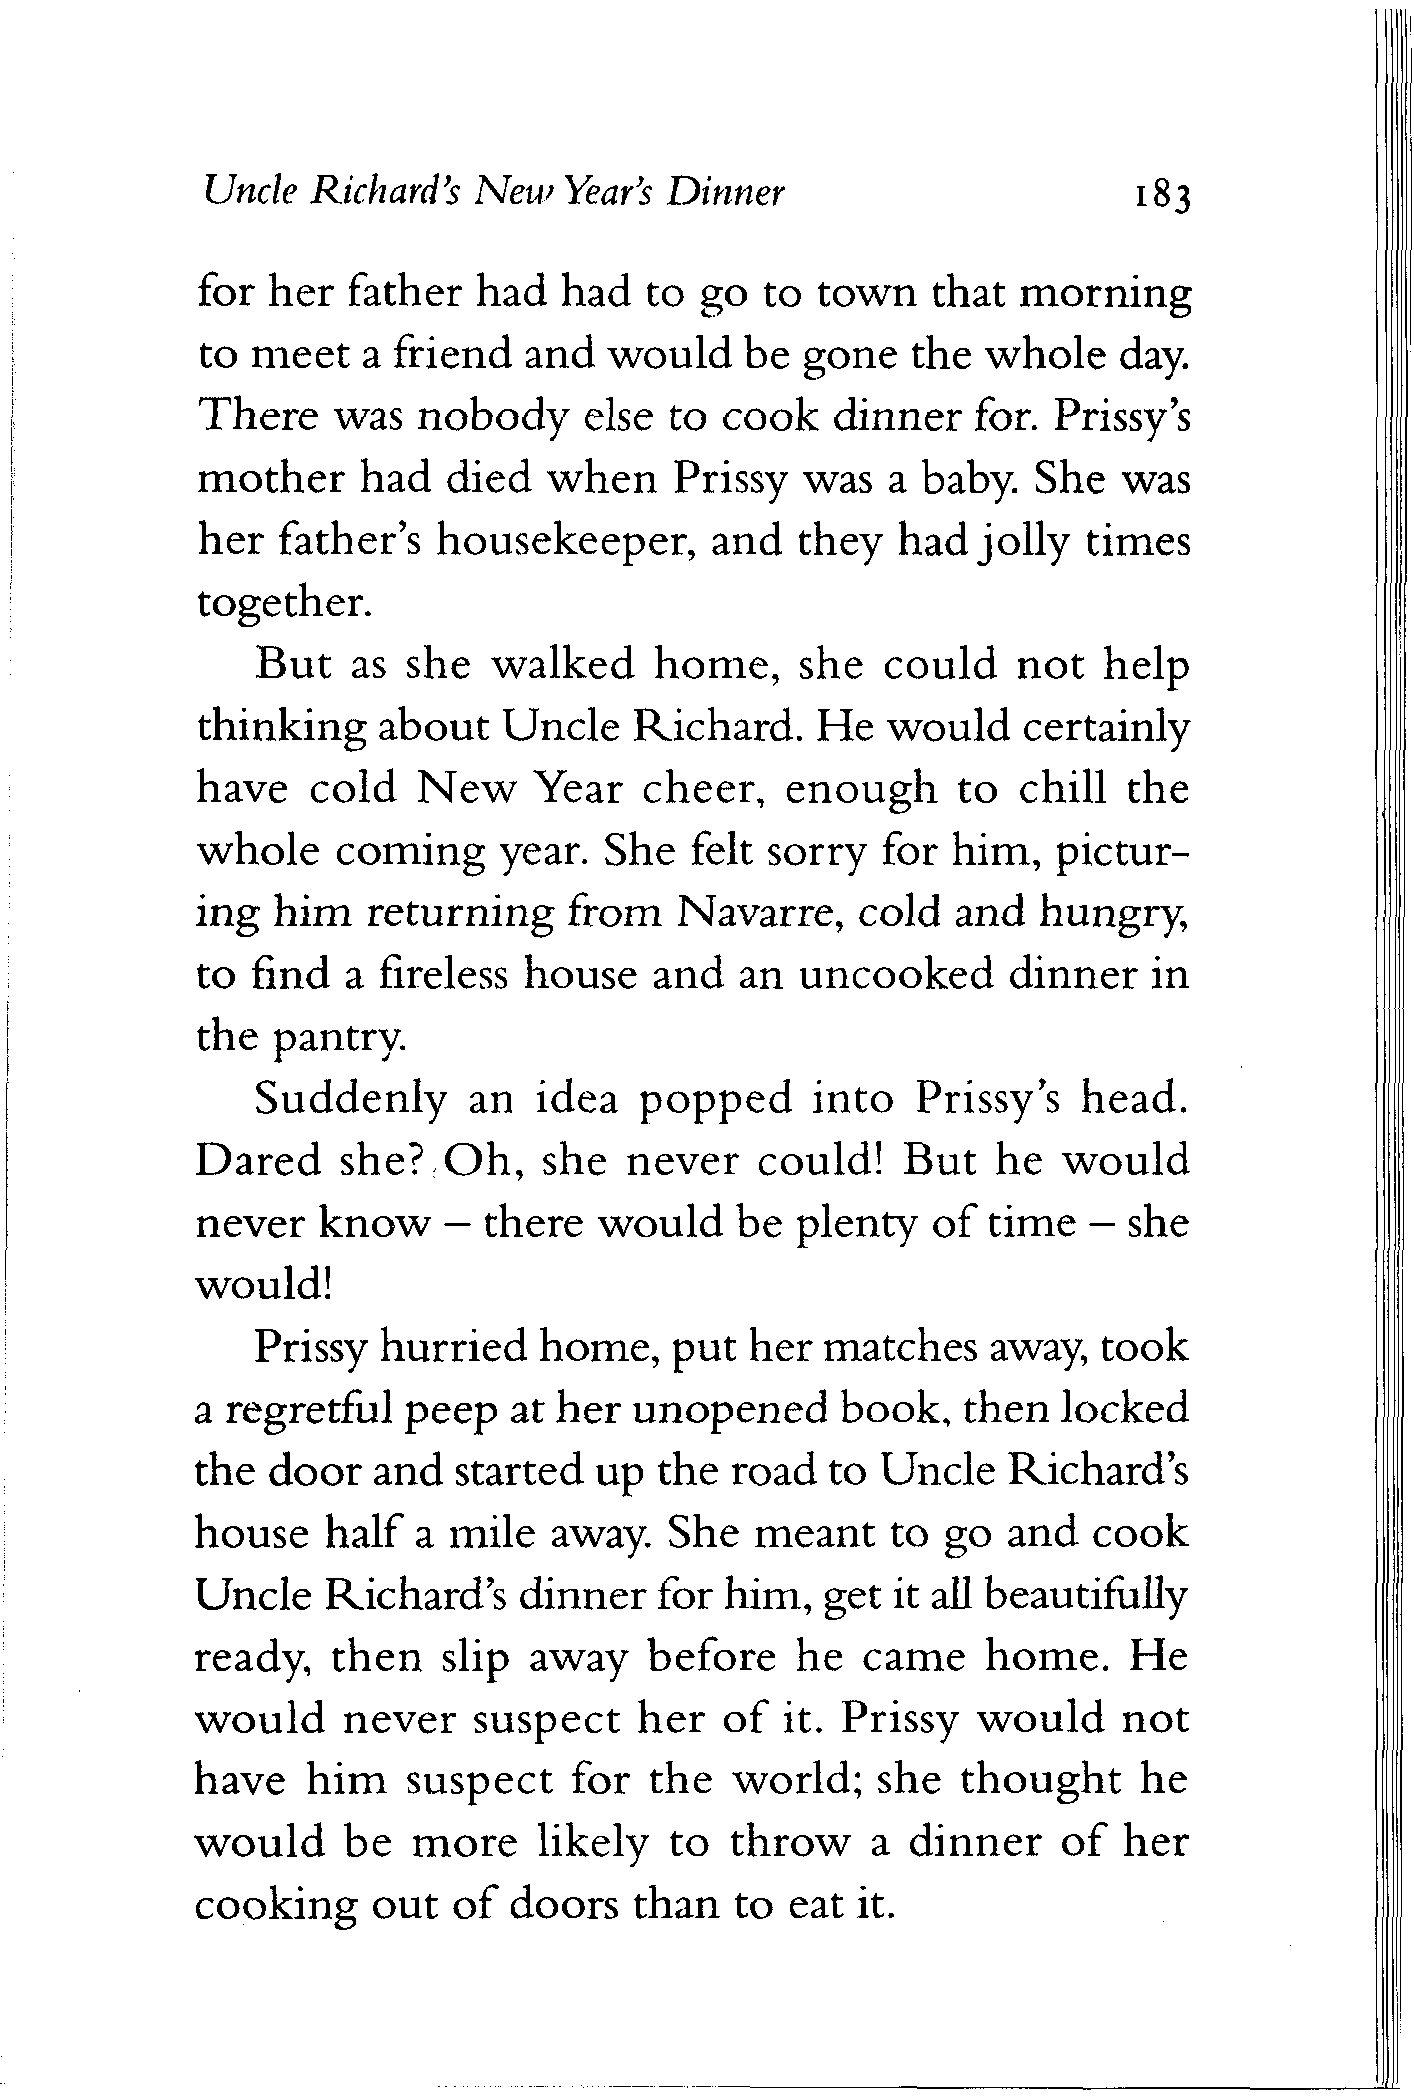 Uncle Richard's New Year's Dinner 183
for her father had had to go to town that morning
to meet a friend and would be gone the whole day.
There was nobody else to cook dinner for. Prissy's
mother had died when Prissy was a baby. She was
her father's housekeeper, and they had jolly times
together.
But as she walked home, she could not help
thinking about Uncle Richard. He would certainly
have cold New Year cheer, enough to chill the
whole coming year. She felt sorry for him, pictur-
ing him returning from Navarre, cold and hungry,
to find a fireless house and an uncooked dinner in
the pantry.
Suddenly an idea popped into Prissy's head.
Dared she? Oh, she never could! But he would
never know – there would be plenty of time – she
would!
Prissy hurried home, put her matches away, took
a regretful peep at her unopened book, then locked
the door and started up the road to Uncle Richard's
house half a mile away. She meant to go and cook
Uncle Richard's dinner for him, get it all beautifully
ready, then slip away before he came home. He
would never suspect her of it. Prissy would not
have him suspect for the world; she thought he
would be more likely to throw a dinner of her
cooking out of doors than to eat it.